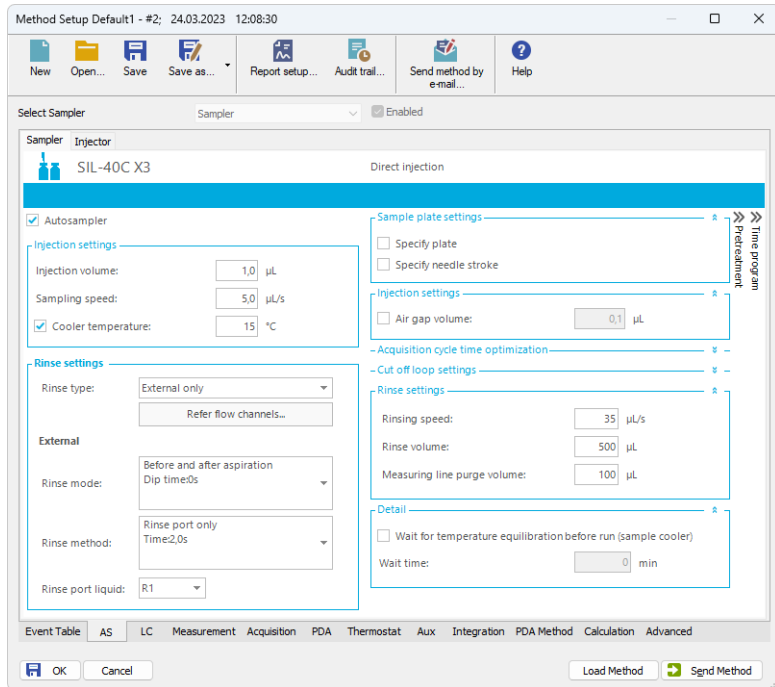 Method Setup Default1 - #2;   24.03.2023   12:08:30
New
Open...
Save
Save as...
Report setup...
Audit trail...
Send method by
e-mail...
Help
Select Sampler
Sampler
Enabled
Sampler
Injector
SIL-40C X3
Direct injection
Autosampler
Injection settings
Injection volume:
1,0
µL
Sampling speed:
5,0
µL/s
Cooler temperature:
15
°C
Rinse settings
Rinse type:
External only
Refer flow channels...
External
Rinse mode:
Before and after aspiration
Dip time:0s
Rinse method:
Rinse port only
Time:2,0s
Rinse port liquid:
R1
Sample plate settings
Specify plate
Specify needle stroke
Injection settings
Air gap volume:
0,1
µL
Acquisition cycle time optimization
Cut off loop settings
Rinse settings
Rinsing speed:
35
µL/s
Rinse volume:
500
µL
Measuring line purge volume:
100
µL
Detail
Wait for temperature equilibration before run (sample cooler)
Wait time:
0
min
Pretreatment
Time program
Event Table
AS
LC
Measurement
Acquisition
PDA
Thermostat
Aux
Integration
PDA Method
Calculation
Advanced
OK
Cancel
Load Method
Send Method